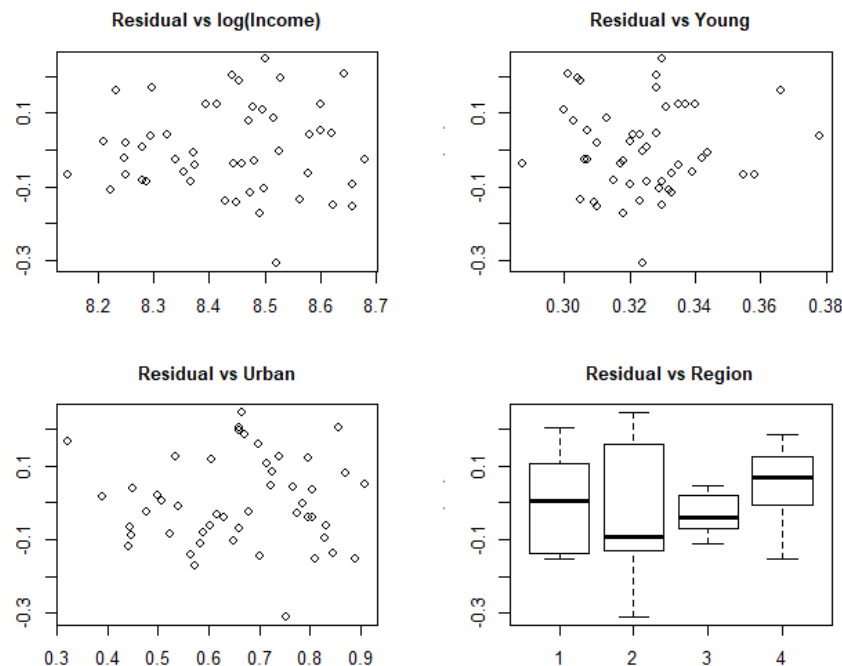 Residual vs log(Income)
0.1
-0.1
-0.3
8.2 8.3 8.4 8.5 8.6 8.7
Residual vs Young
0.1
-0.1
-0.3
0.30 0.32 0.34 0.36 0.38
Residual vs Urban
0.1
-0.1
-0.3
0.3 0.4 0.5 0.6 0.7 0.8 0.9
Residual vs Region
0.1
-0.1
-0.3
1 2 3 4